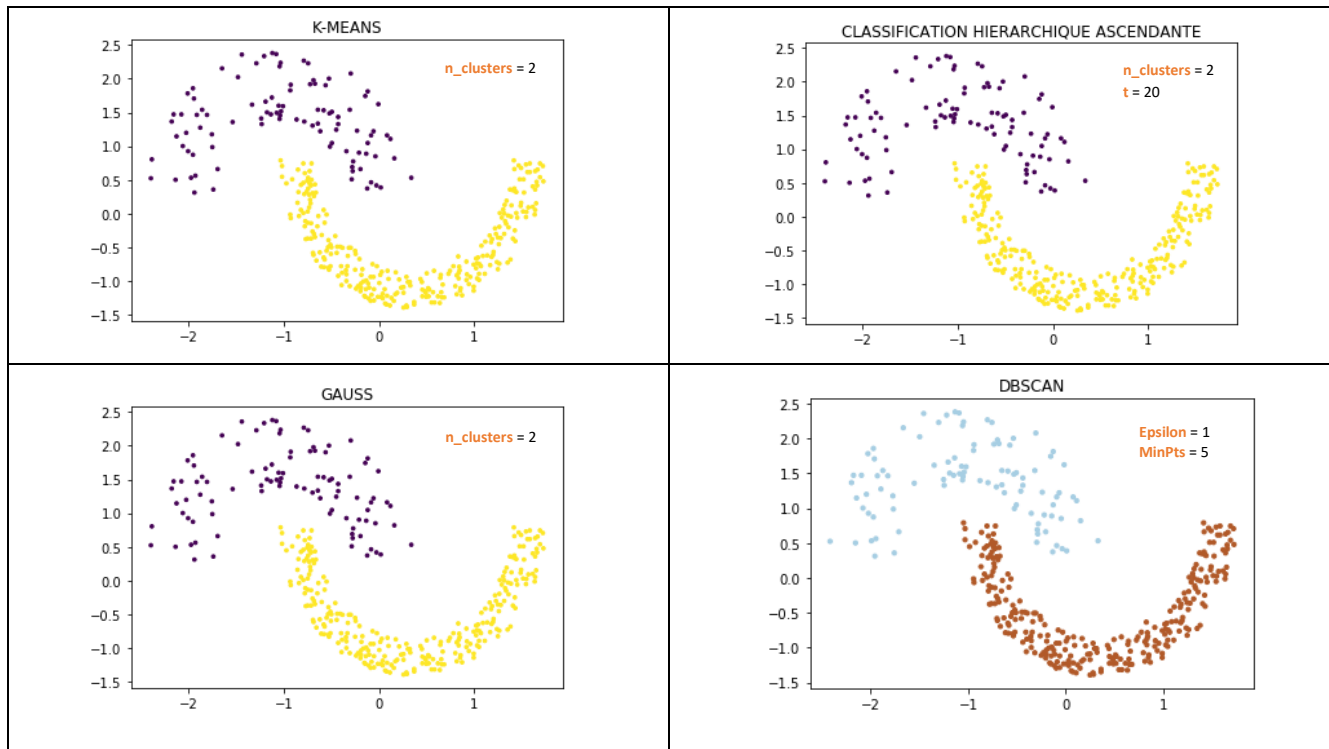 K-MEANS
n_clusters = 2
2.5
2.0
1.5
1.0
0.5
0.0
−0.5
−1.0
−1.5
−2 −1 0 1
CLASSIFICATION HIERARCHIQUE ASCENDANTE
n_clusters = 2
t = 20
2.5
2.0
1.5
1.0
0.5
0.0
−0.5
−1.0
−1.5
−2 −1 0 1
GAUSS
n_clusters = 2
2.5
2.0
1.5
1.0
0.5
0.0
−0.5
−1.0
−1.5
−2 −1 0 1
DBSCAN
Epsilon = 1
MinPts = 5
2.5
2.0
1.5
1.0
0.5
0.0
−0.5
−1.0
−1.5
−2 −1 0 1